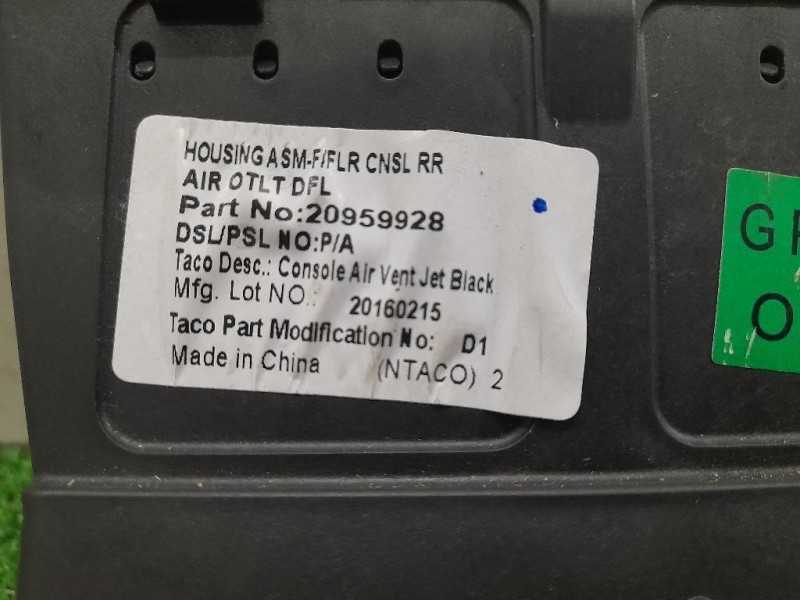 HOUSING ASM-F/FLR CNSL RR
AIR OTLT DFL
Part No:20959928
DSL/PSL NO:P/A
Taco Desc.: Console Air Vent Jet Black
Mfg. Lot NO.: 20160215
Taco Part Modification No: D1
Made in China (NTACO) 2
G
O